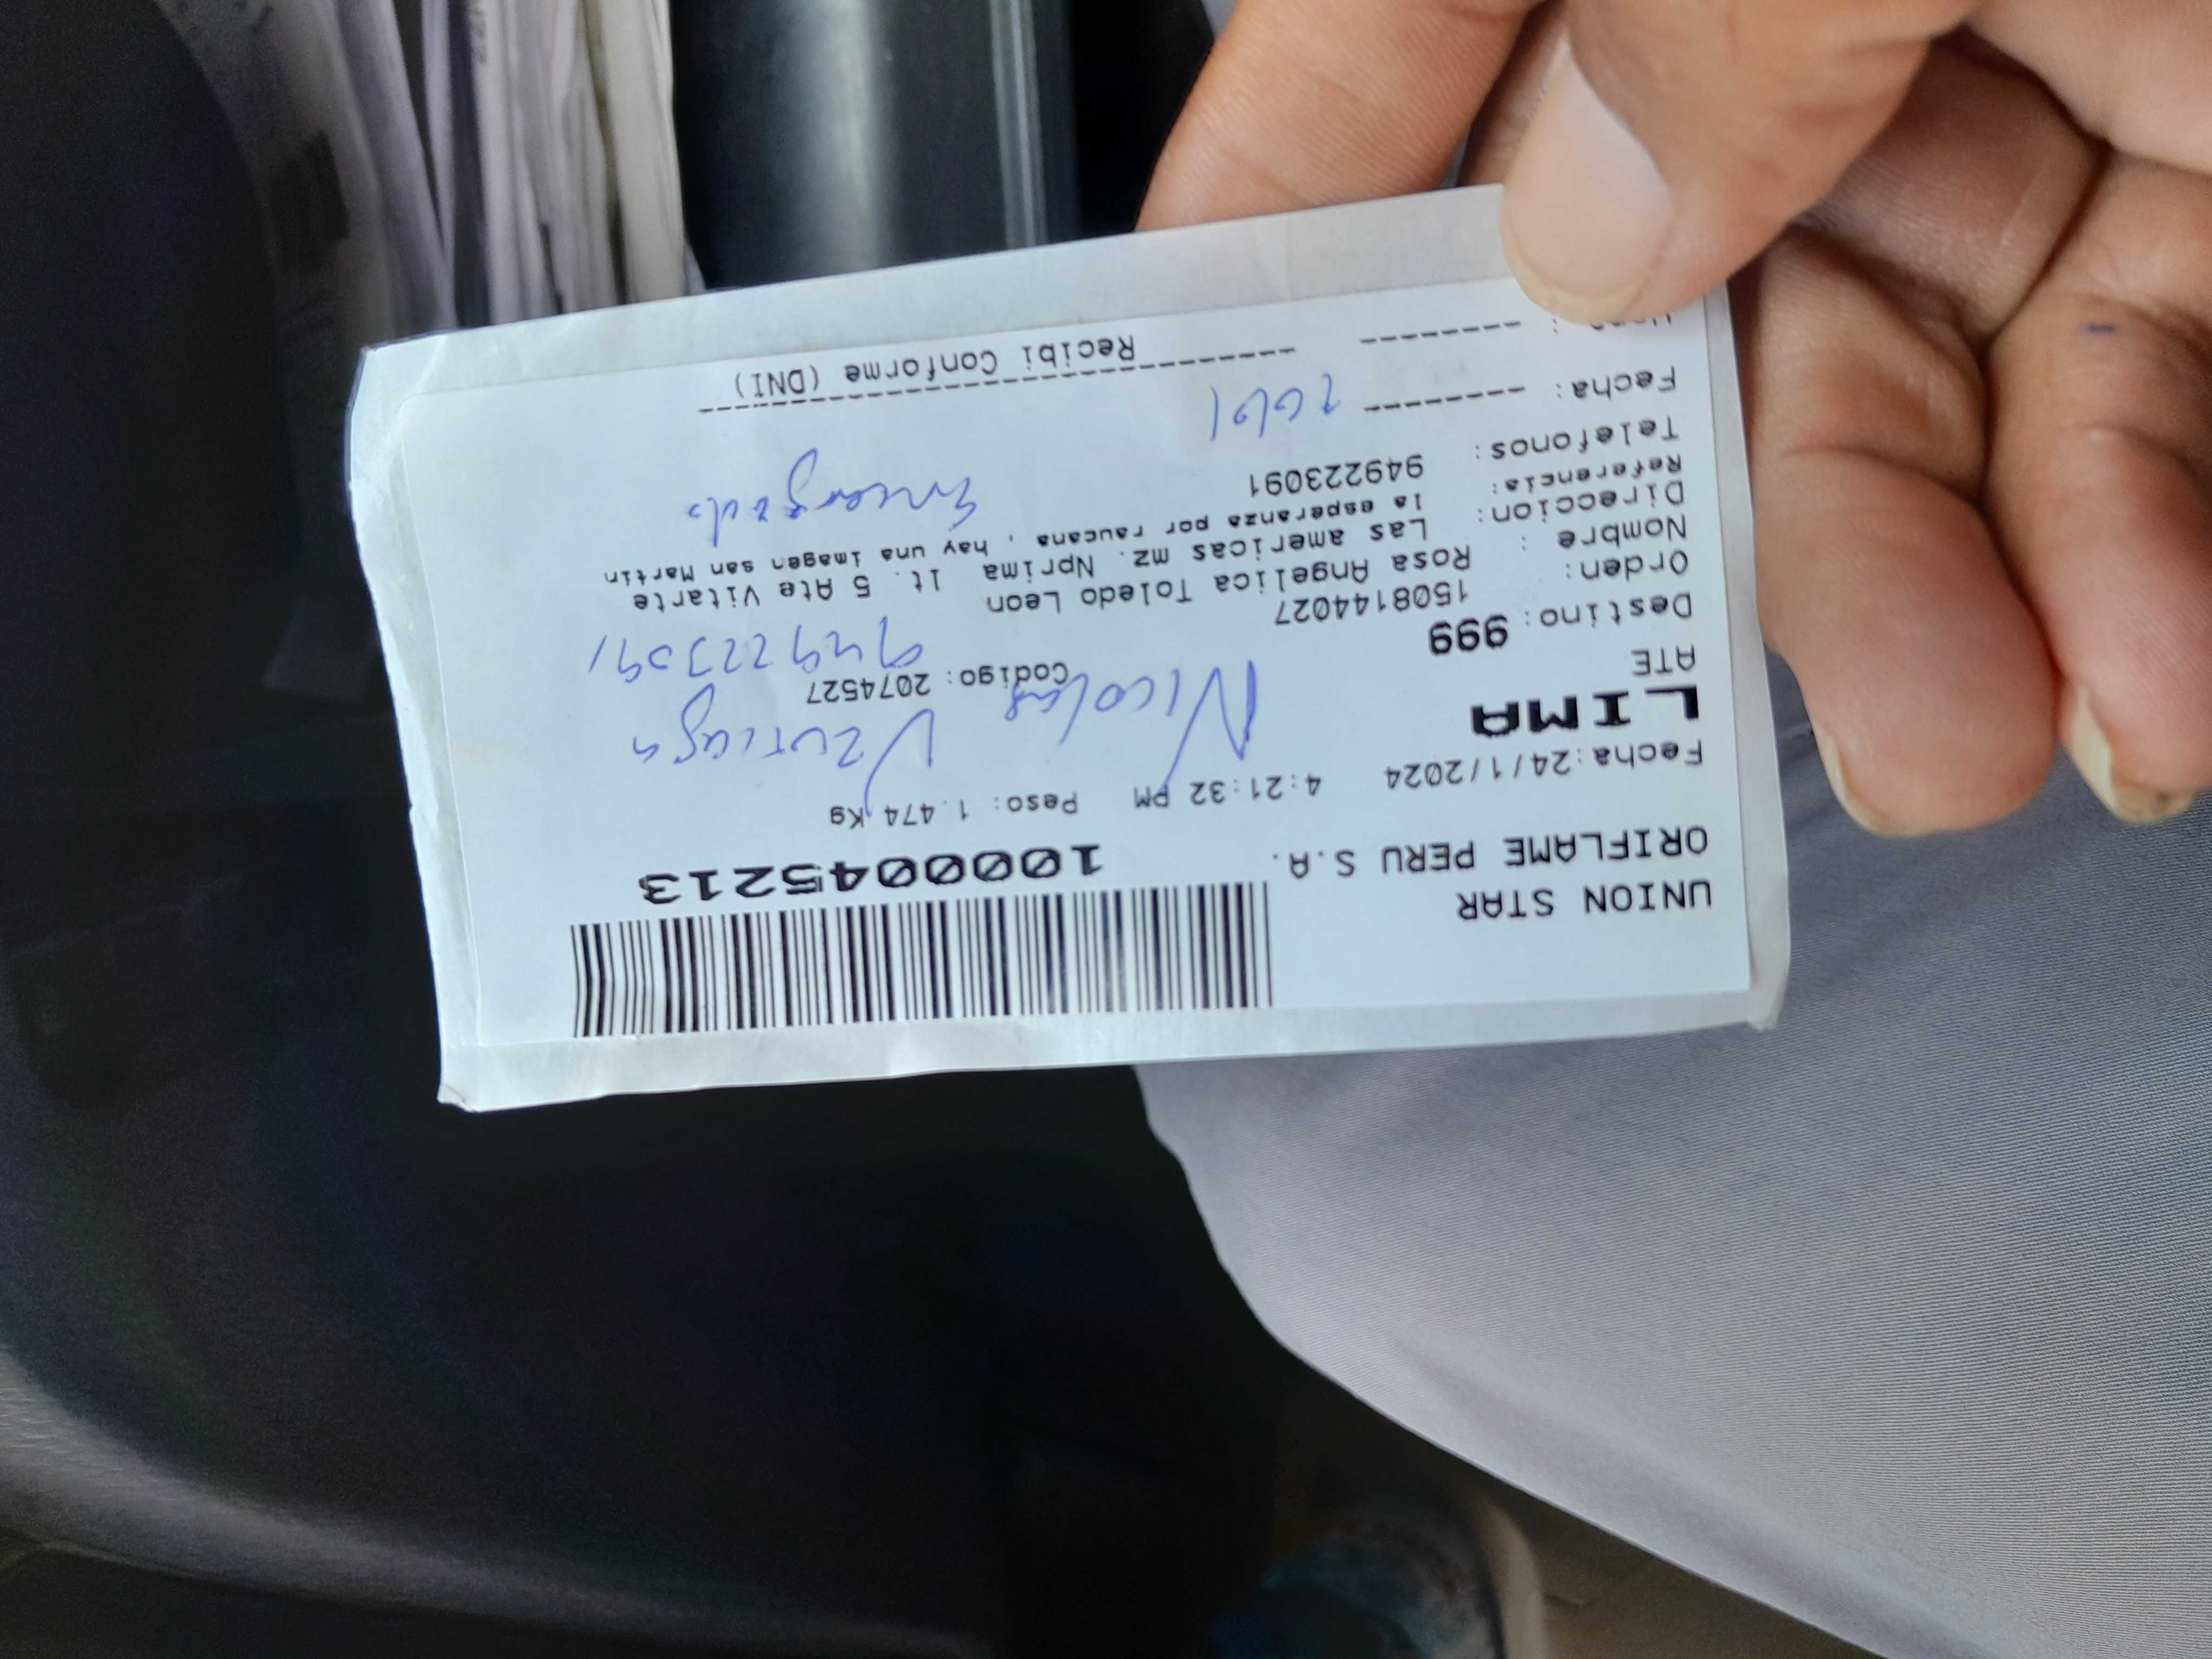 UNION STAR
ORIFLAME PERU S.A.
1000045213
Fecha:24/1/2024 4:21:32 PM Peso: 1.474 Kg
LIMA
ATE
Nicolas
Codigo: 2074527
949223091
Destino: 999
Orden: 1508144027
Nombre : Rosa Angelica Toledo Leon
Direccion: Las americas mz. Nprima lt. 5 Ate Vitarte
Referencia: la esperanza por raucana , hay una imagen san Martin
Telefonos: 949223091
Fecha: --------
: --------
Recibi Conforme (DNI)